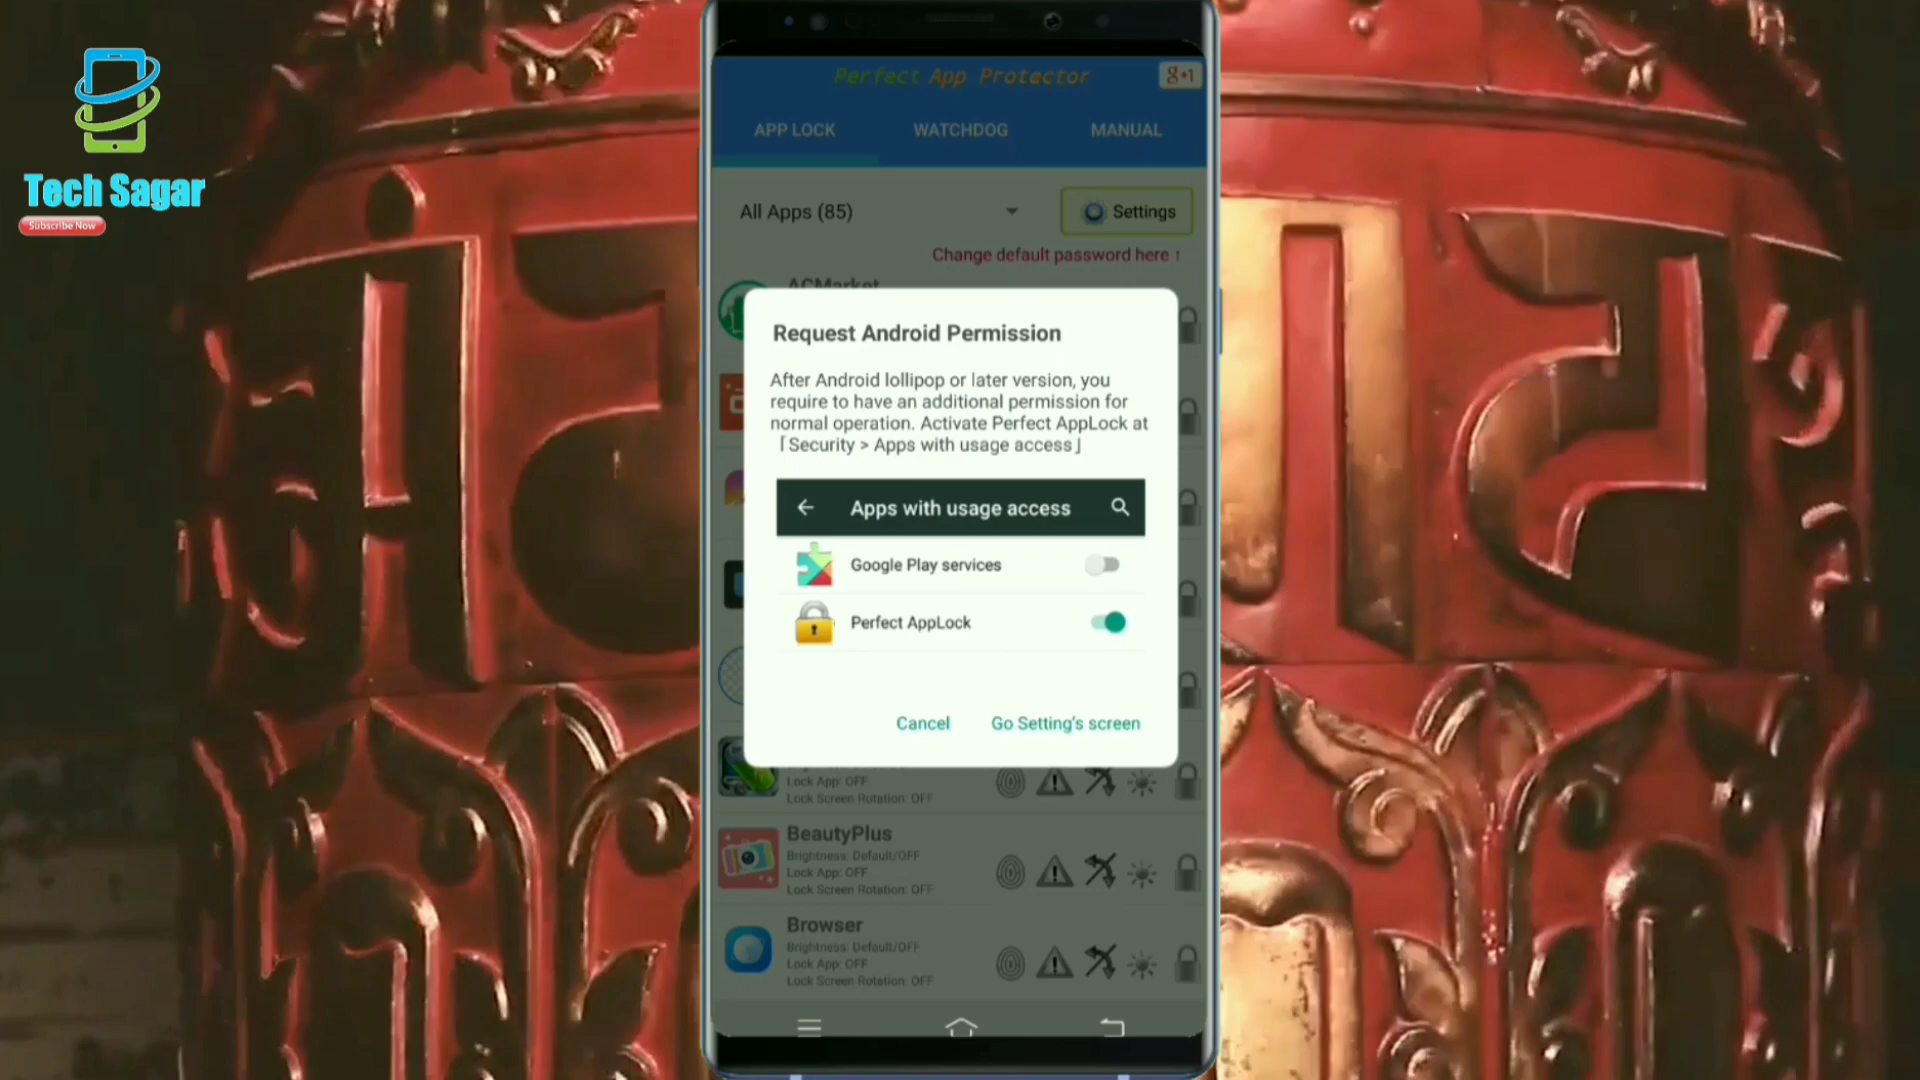 Tech Sagar
Subscribe Now
Perfect App Protector
g+1
APP LOCK
WATCHDOG
MANUAL
All Apps (85)
Settings
Change default password here ↑
ACMarket
Request Android Permission
After Android lollipop or later version, you
require to have an additional permission for
normal operation. Activate Perfect AppLock at
「Security > Apps with usage access」
Apps with usage access
Google Play services
Perfect AppLock
Cancel
Go Setting's screen
Lock App: OFF
Lock Screen Rotation: OFF
BeautyPlus
Brightness: Default/OFF
Lock App: OFF
Lock Screen Rotation: OFF
Browser
Brightness: Default/OFF
Lock App: OFF
Lock Screen Rotation: OFF